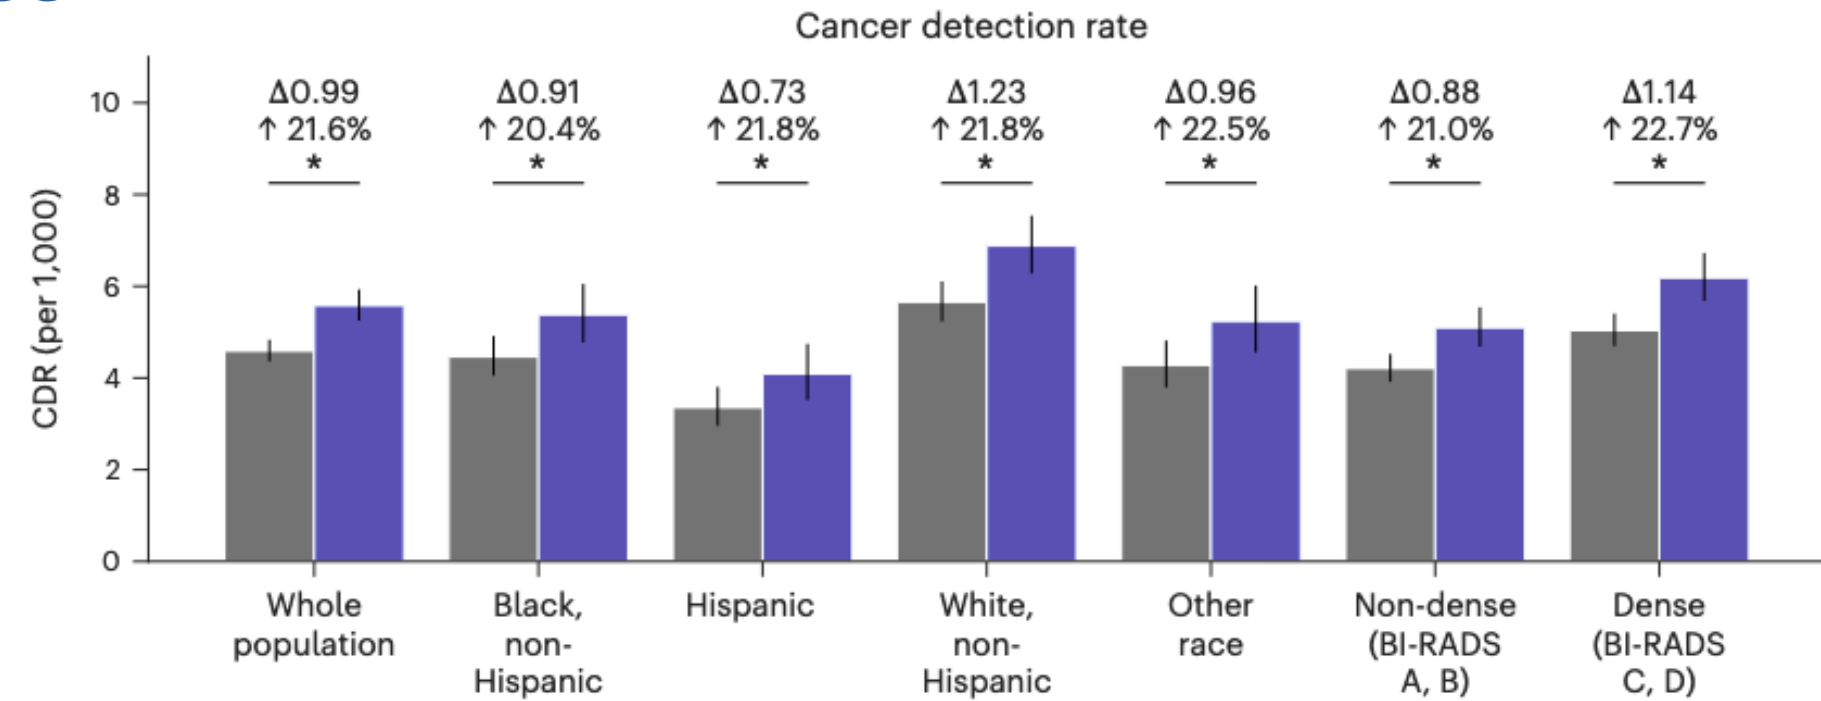 Cancer detection rate
Δ0.99 Δ0.91 Δ0.73 Δ1.23 Δ0.96 Δ0.88 Δ1.14
↑ 21.6% ↑ 20.4% ↑ 21.8% ↑ 21.8% ↑ 22.5% ↑ 21.0% ↑ 22.7%
* * * * * * *
CDR (per 1,000)
10
8
6
4
2
0
Whole
population
Black,
non-
Hispanic
Hispanic
White,
non-
Hispanic
Other
race
Non-dense
(BI-RADS
A, B)
Dense
(BI-RADS
C, D)